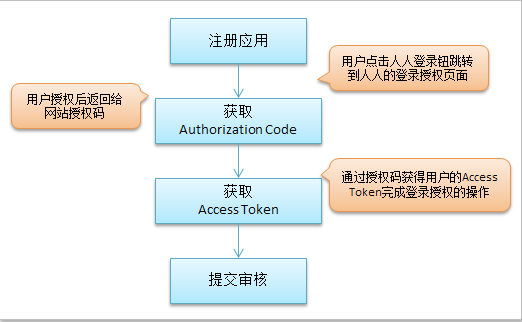 注册应用
用户点击人人登录钮跳转
到人人的登录授权页面
用户授权后返回给
网站授权码
获取
Authorization Code
通过授权码获得用户的Access
Token完成登录授权的操作
获取
Access Token
提交审核